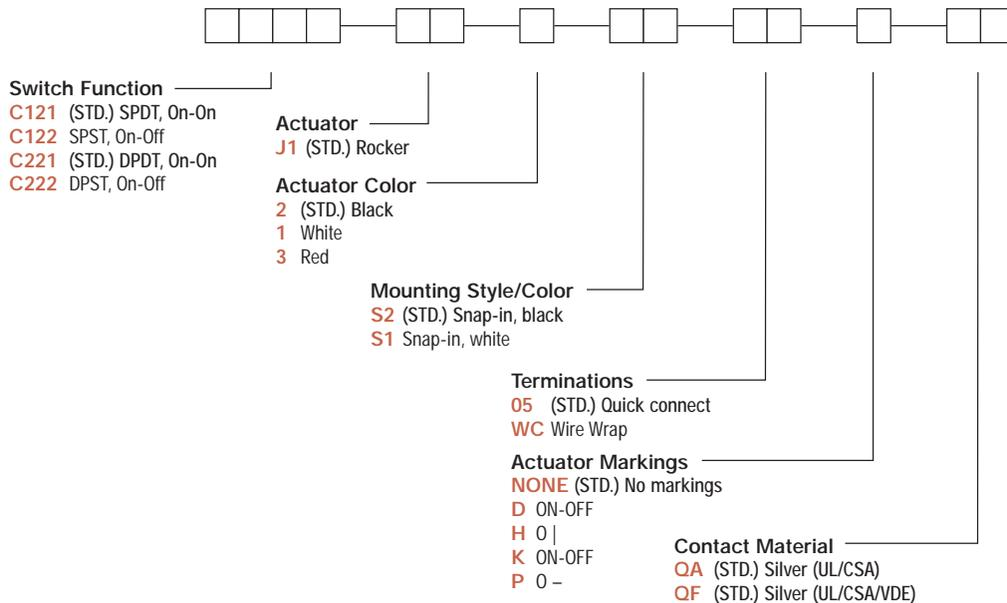 Switch Function
C121 (STD.) SPDT, On-On
C122 SPST, On-Off
C221 (STD.) DPDT, On-On
C222 DPST, On-Off
Actuator
J1 (STD.) Rocker
Actuator Color
2 (STD.) Black
1 White
3 Red
Mounting Style/Color
S2 (STD.) Snap-in, black
S1 Snap-in, white
Terminations
05 (STD.) Quick connect
WC Wire Wrap
Actuator Markings
NONE (STD.) No markings
D ON-OFF
H O |
K ON-OFF
P O –
Contact Material
QA (STD.) Silver (UL/CSA)
QF (STD.) Silver (UL/CSA/VDE)